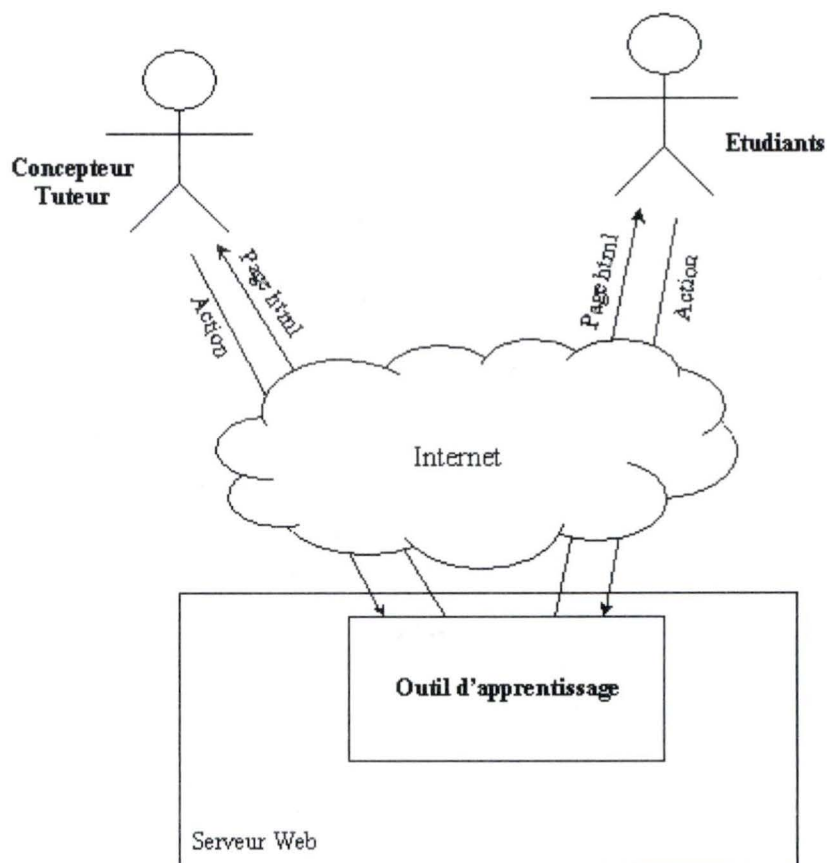 Etudiants
Concepteur
Tuteur
Page html
Action
Page html
Action
Internet
Outil d'apprentissage
Serveur Web